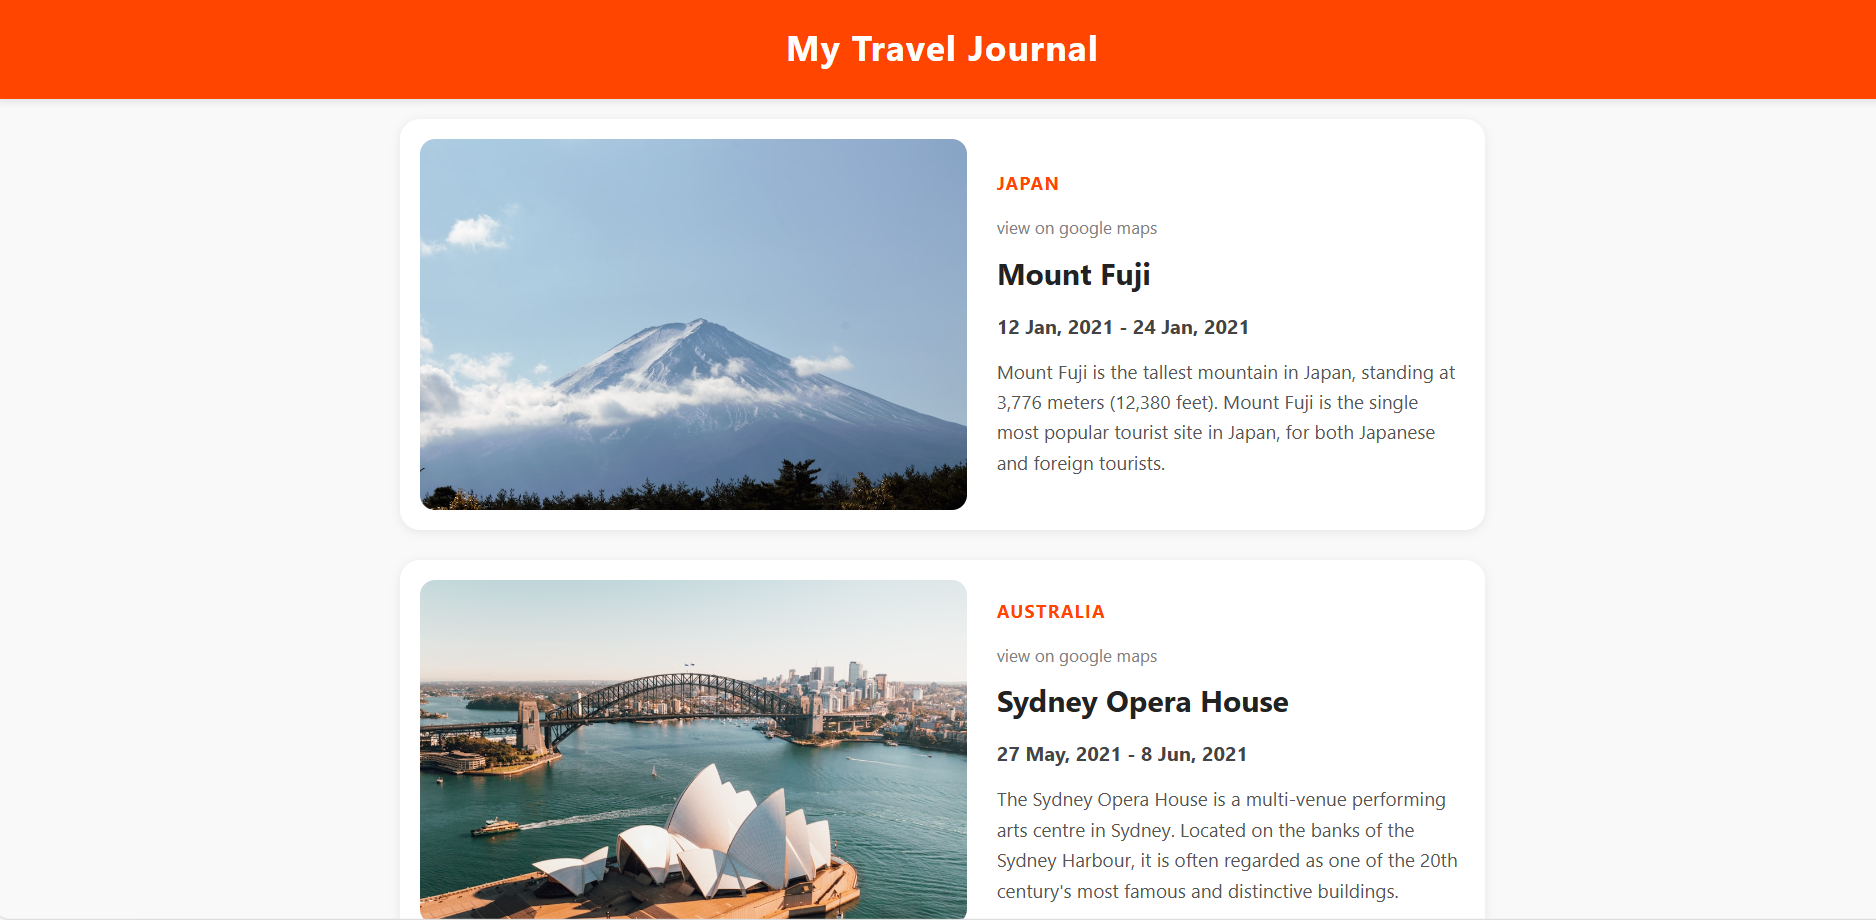 My Travel Journal
JAPAN
view on google maps
Mount Fuji
12 Jan, 2021 - 24 Jan, 2021
Mount Fuji is the tallest mountain in Japan, standing at
3,776 meters (12,380 feet). Mount Fuji is the single
most popular tourist site in Japan, for both Japanese
and foreign tourists.
AUSTRALIA
view on google maps
Sydney Opera House
27 May, 2021 - 8 Jun, 2021
The Sydney Opera House is a multi-venue performing
arts centre in Sydney. Located on the banks of the
Sydney Harbour, it is often regarded as one of the 20th
century's most famous and distinctive buildings.